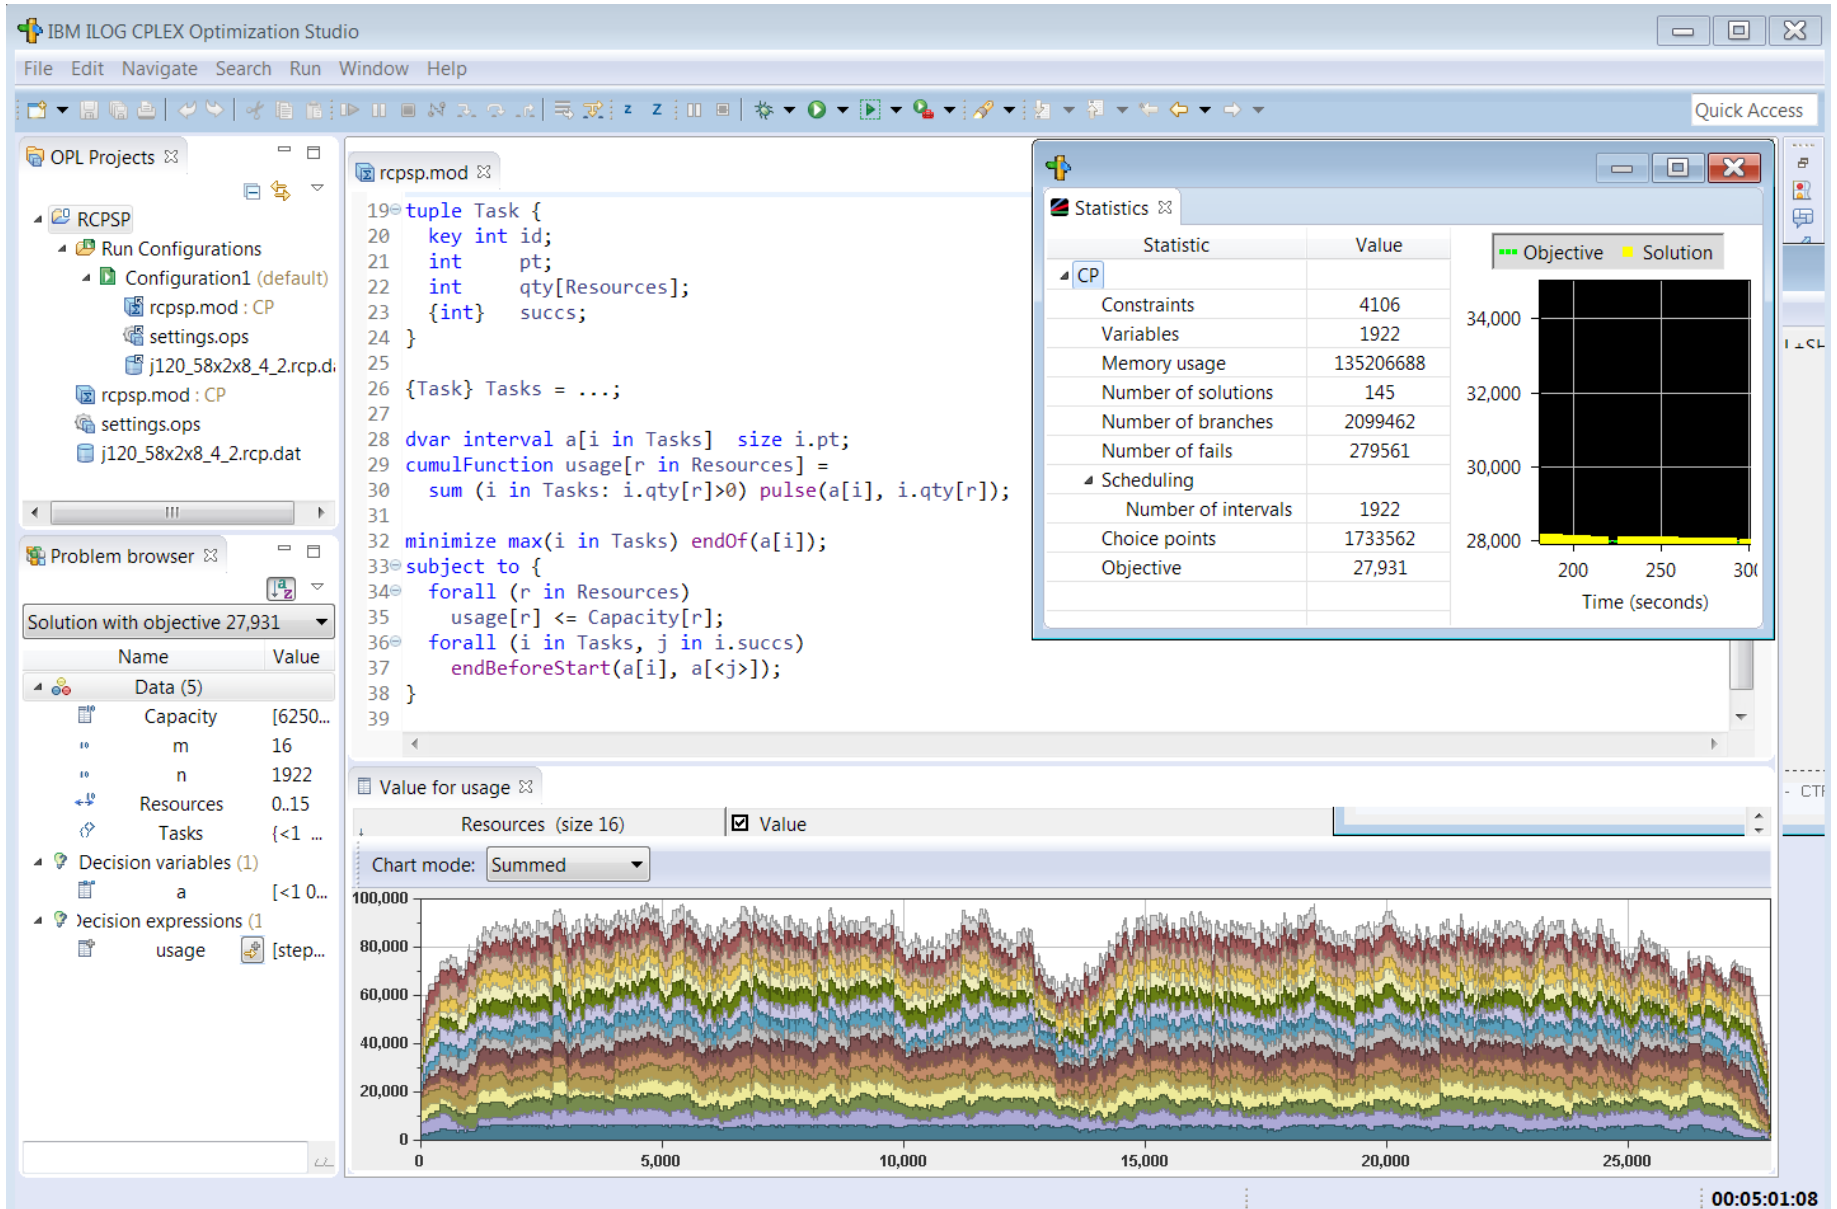 IBM ILOG CPLEX Optimization Studio
File Edit Navigate Search Run Window Help
Quick Access
OPL Projects
RCPSP
Run Configurations
Configuration1 (default)
rcpsp.mod : CP
settings.ops
j120_58x2x8_4_2.rcp.d
rcpsp.mod : CP
settings.ops
j120_58x2x8_4_2.rcp.dat
Problem browser
Solution with objective 27,931
Name Value
Data (5)
Capacity [6250...
m 16
n 1922
Resources 0..15
Tasks {<1 ...
Decision variables (1)
a [<1 0...
Decision expressions (1
usage [step...
rcpsp.mod
19 tuple Task {
20 key int id;
21 int pt;
22 int qty[Resources];
23 {int} succs;
24 }
25
26 {Task} Tasks = ...;
27
28 dvar interval a[i in Tasks] size i.pt;
29 cumulFunction usage[r in Resources] =
30 sum (i in Tasks: i.qty[r]>0) pulse(a[i], i.qty[r]);
31
32 minimize max(i in Tasks) endOf(a[i]);
33 subject to {
34 forall (r in Resources)
35 usage[r] <= Capacity[r];
36 forall (i in Tasks, j in i.succs)
37 endBeforeStart(a[i], a[<j>]);
38 }
39
Statistics
Statistic Value
CP
Constraints 4106
Variables 1922
Memory usage 135206688
Number of solutions 145
Number of branches 2099462
Number of fails 279561
Scheduling
Number of intervals 1922
Choice points 1733562
Objective 27,931
Objective Solution
34,000
32,000
30,000
28,000
200 250 300
Time (seconds)
Value for usage
Resources (size 16) Value
Chart mode: Summed
100,000
80,000
60,000
40,000
20,000
0
0 5,000 10,000 15,000 20,000 25,000
00:05:01:08